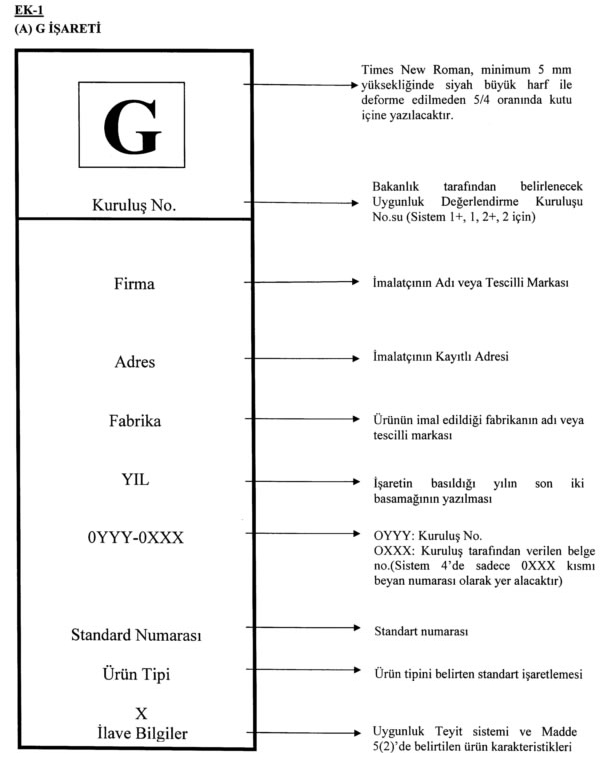 EK-1
(A) G İŞARETİ
G
Times New Roman, minimum 5 mm
yüksekliğinde siyah büyük harf ile
deforme edilmeden 5/4 oranında kutu
içine yazılacaktır.
Kuruluş No.
Bakanlık tarafından belirlenecek
Uygunluk Değerlendirme Kuruluşu
No.su (Sistem 1+, 1, 2+, 2 için)
Firma
İmalatçının Adı veya Tescilli Markası
Adres
İmalatçının Kayıtlı Adresi
Fabrika
Ürünün imal edildiği fabrikanın adı veya
tescilli markası
YIL
İşaretin basıldığı yılın son iki
basamağının yazılması
0YYY-0XXX
OYYY: Kuruluş No.
OXXX: Kuruluş tarafından verilen belge
no.(Sistem 4’de sadece 0XXX kısmı
beyan numarası olarak yer alacaktır)
Standard Numarası
Standart numarası
Ürün Tipi
Ürün tipini belirten standart işaretlemesi
X
İlave Bilgiler
Uygunluk Teyit sistemi ve Madde
5(2)’de belirtilen ürün karakteristikleri